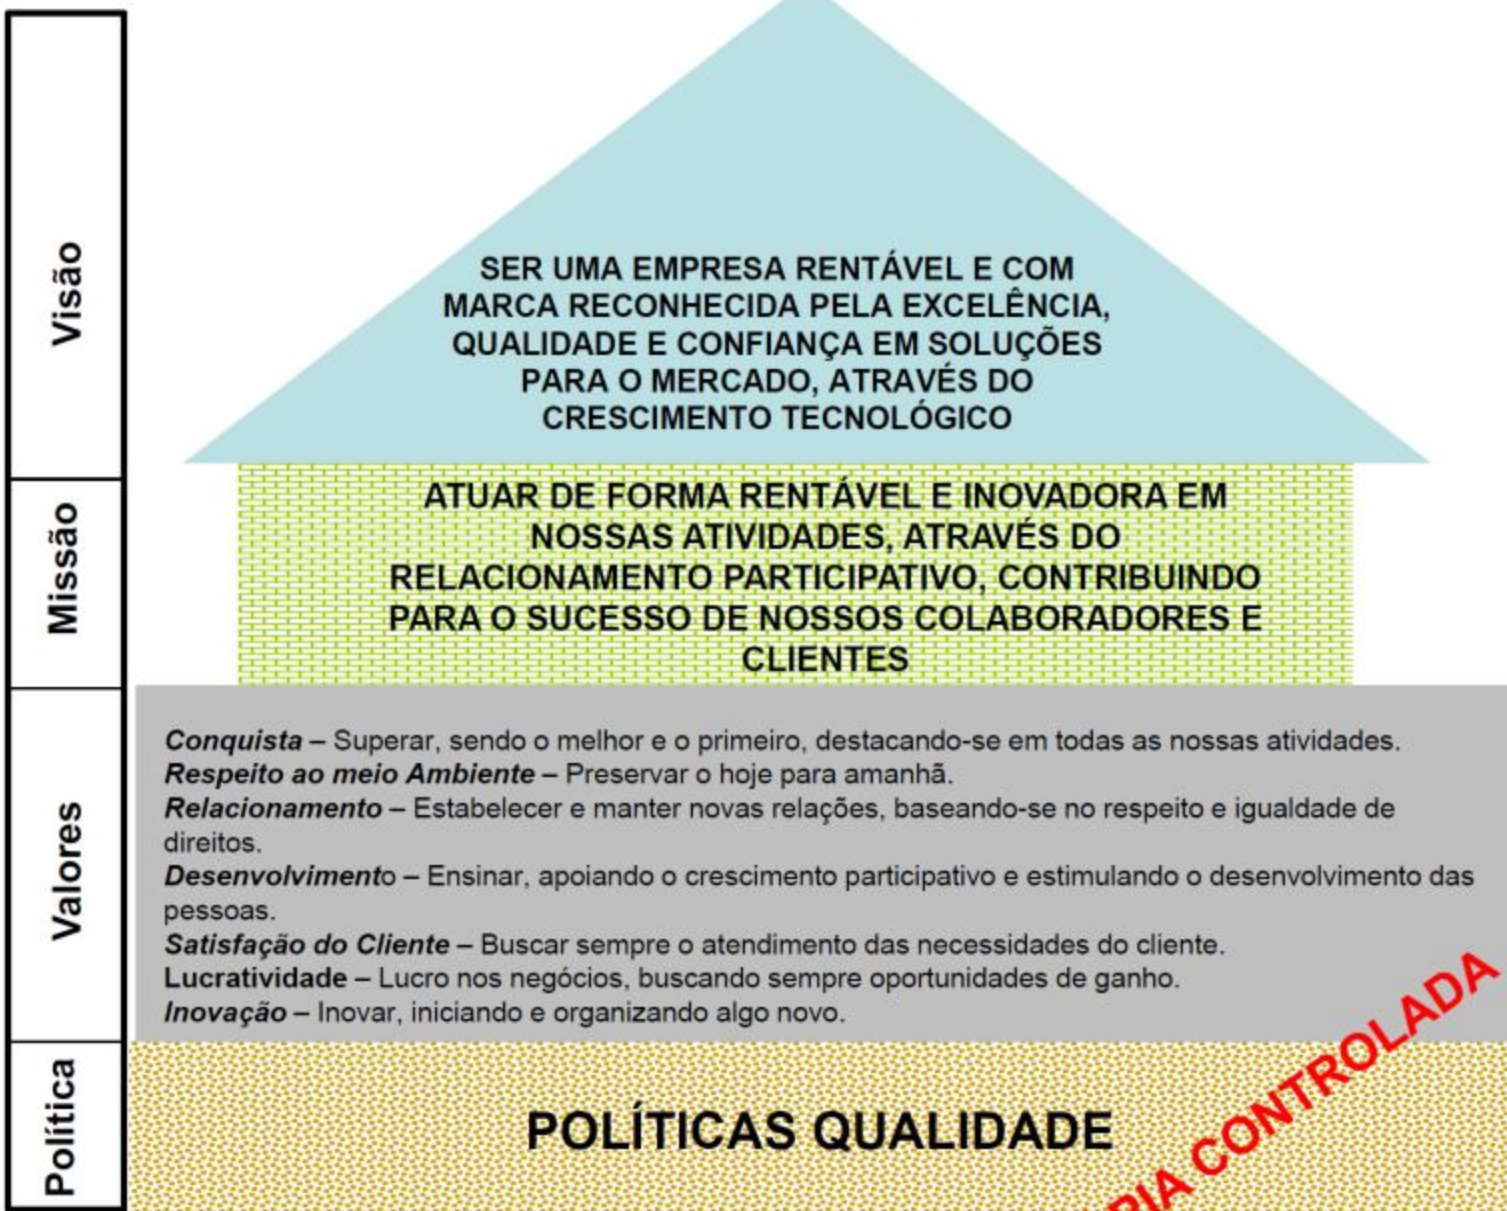 Visão
SER UMA EMPRESA RENTÁVEL E COM
MARCA RECONHECIDA PELA EXCELÊNCIA,
QUALIDADE E CONFIANÇA EM SOLUÇÕES
PARA O MERCADO, ATRAVÉS DO
CRESCIMENTO TECNOLÓGICO
Missão
ATUAR DE FORMA RENTÁVEL E INOVADORA EM
NOSSAS ATIVIDADES, ATRAVÉS DO
RELACIONAMENTO PARTICIPATIVO, CONTRIBUINDO
PARA O SUCESSO DE NOSSOS COLABORADORES E
CLIENTES
Valores
Conquista – Superar, sendo o melhor e o primeiro, destacando-se em todas as nossas atividades.
Respeito ao meio Ambiente – Preservar o hoje para amanhã.
Relacionamento – Estabelecer e manter novas relações, baseando-se no respeito e igualdade de
direitos.
Desenvolvimento – Ensinar, apoiando o crescimento participativo e estimulando o desenvolvimento das
pessoas.
Satisfação do Cliente – Buscar sempre o atendimento das necessidades do cliente.
Lucratividade – Lucro nos negócios, buscando sempre oportunidades de ganho.
Inovação – Inovar, iniciando e organizando algo novo.
Política
POLÍTICAS QUALIDADE
CONTROLADA